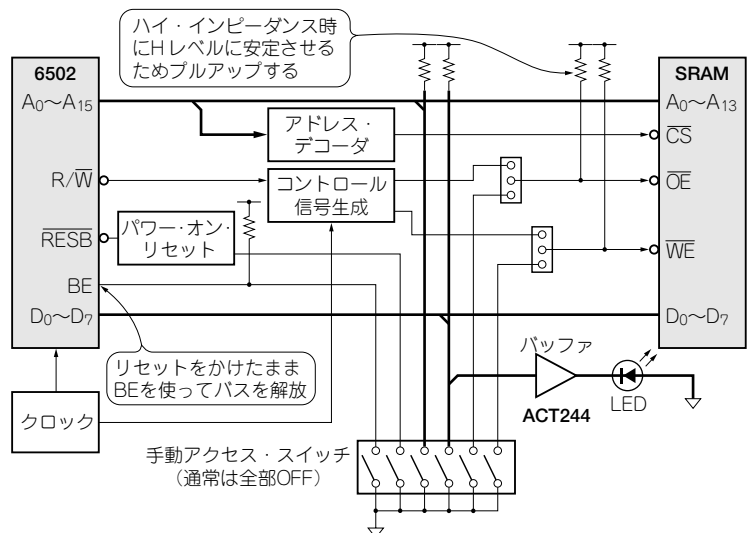 ハイ・インピーダンス時
にHレベルに安定させる
ためプルアップする
6502
SRAM
A0～A15
A0～A13
アドレス・
デコーダ
CS
R/W
コントロール
信号生成
OE
RESB
パワー・オン・
リセット
WE
BE
D0～D7
D0～D7
リセットをかけたまま
BEを使ってバスを解放
バッファ
ACT244
LED
クロック
手動アクセス・スイッチ
（通常は全部OFF）